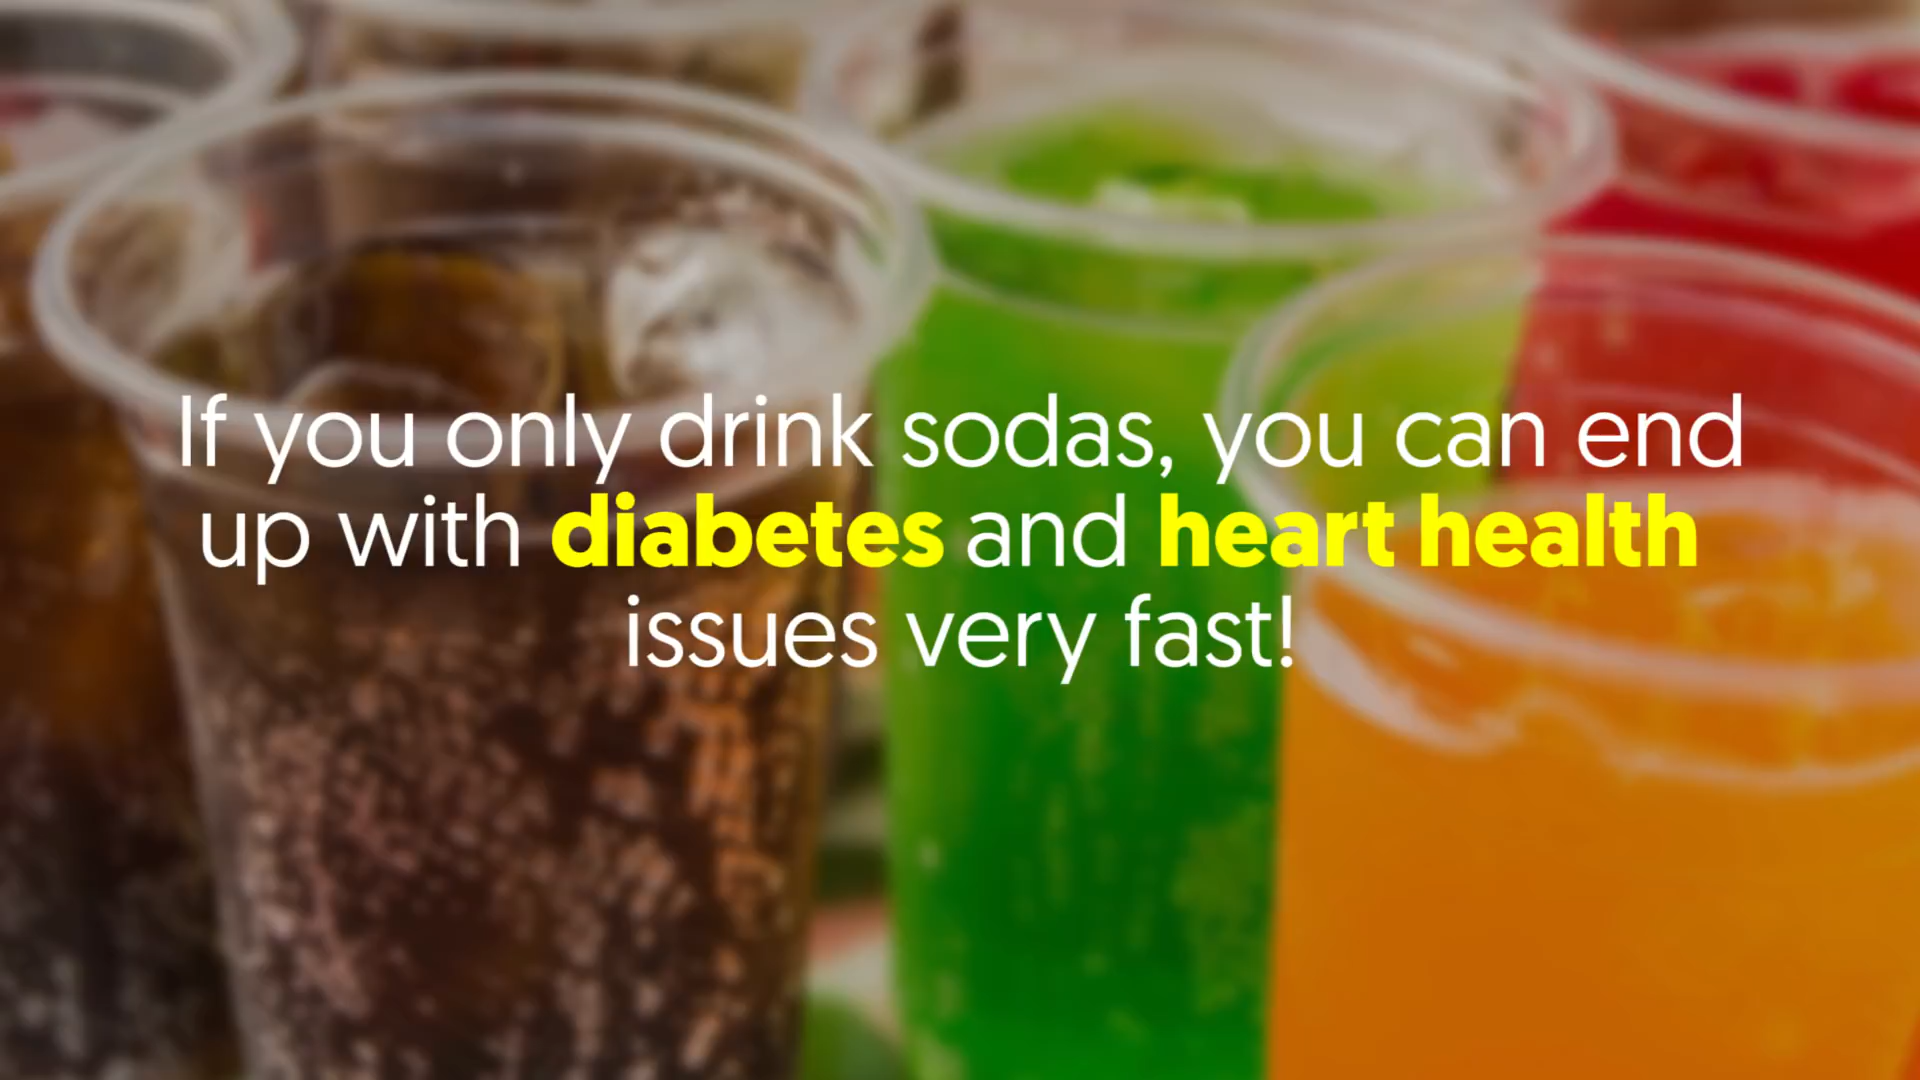 If you only drink sodas, you can end
up with diabetes and heart health
issues very fast!